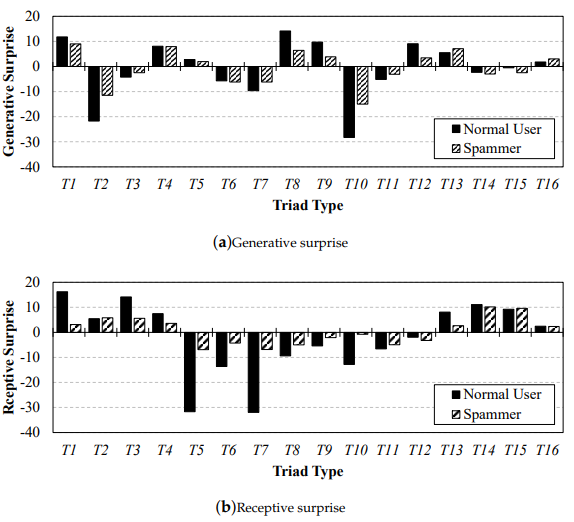 20
10
0
-10
-20
-30
-40
Generative Surprise
Normal User
Spammer
T1 T2 T3 T4 T5 T6 T7 T8 T9 T10 T11 T12 T13 T14 T15 T16
Triad Type
(a)Generative surprise
20
10
0
-10
-20
-30
-40
Rceptive Surprise
Normal User
Spammer
T1 T2 T3 T4 T5 T6 T7 T8 T9 T10 T11 T12 T13 T14 T15 T16
Triad Type
(b)Receptive surprise